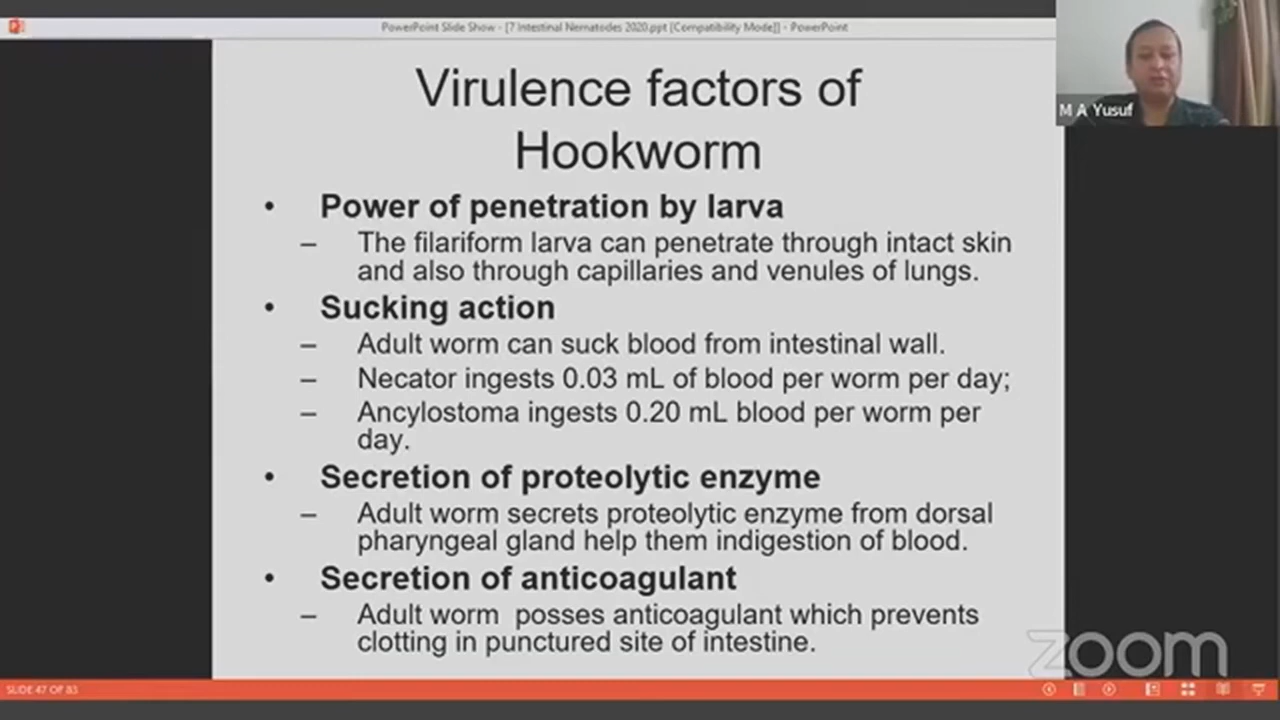 PowerPoint Slide Show - [7 Intestinal Nematodes 2020.ppt [Compatibility Mode]] - PowerPoint
M A Yusuf
Virulence factors of
Hookworm
• Power of penetration by larva
– The filariform larva can penetrate through intact skin
and also through capillaries and venules of lungs.
• Sucking action
– Adult worm can suck blood from intestinal wall.
– Necator ingests 0.03 mL of blood per worm per day;
– Ancylostoma ingests 0.20 mL blood per worm per
day.
• Secretion of proteolytic enzyme
– Adult worm secrets proteolytic enzyme from dorsal
pharyngeal gland help them indigestion of blood.
• Secretion of anticoagulant
– Adult worm posses anticoagulant which prevents
clotting in punctured site of intestine.
zoom
SLIDE 47 OF 83